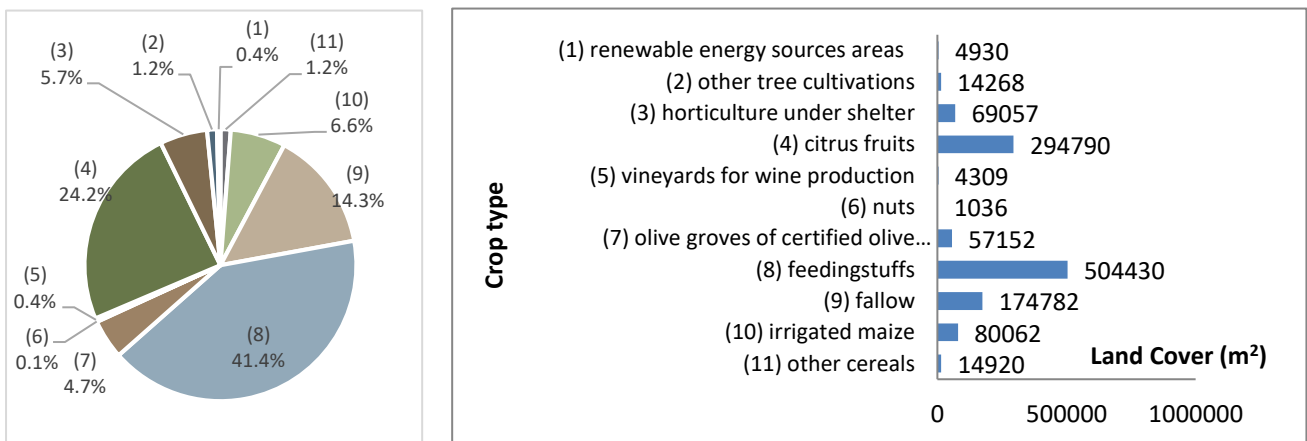 (1)
0.4%
(2)
1.2%
(3)
5.7%
(4)
24.2%
(5)
0.4%
(6)
0.1%
(7)
4.7%
(8)
41.4%
(9)
14.3%
(10)
6.6%
(11)
1.2%
Crop type
(1) renewable energy sources areas 4930
(2) other tree cultivations 14268
(3) horticulture under shelter 69057
(4) citrus fruits 294790
(5) vineyards for wine production 4309
(6) nuts 1036
(7) olive groves of certified olive... 57152
(8) feedingstuffs 504430
(9) fallow 174782
(10) irrigated maize 80062
(11) other cereals 14920
Land Cover (m²)
0 500000 1000000